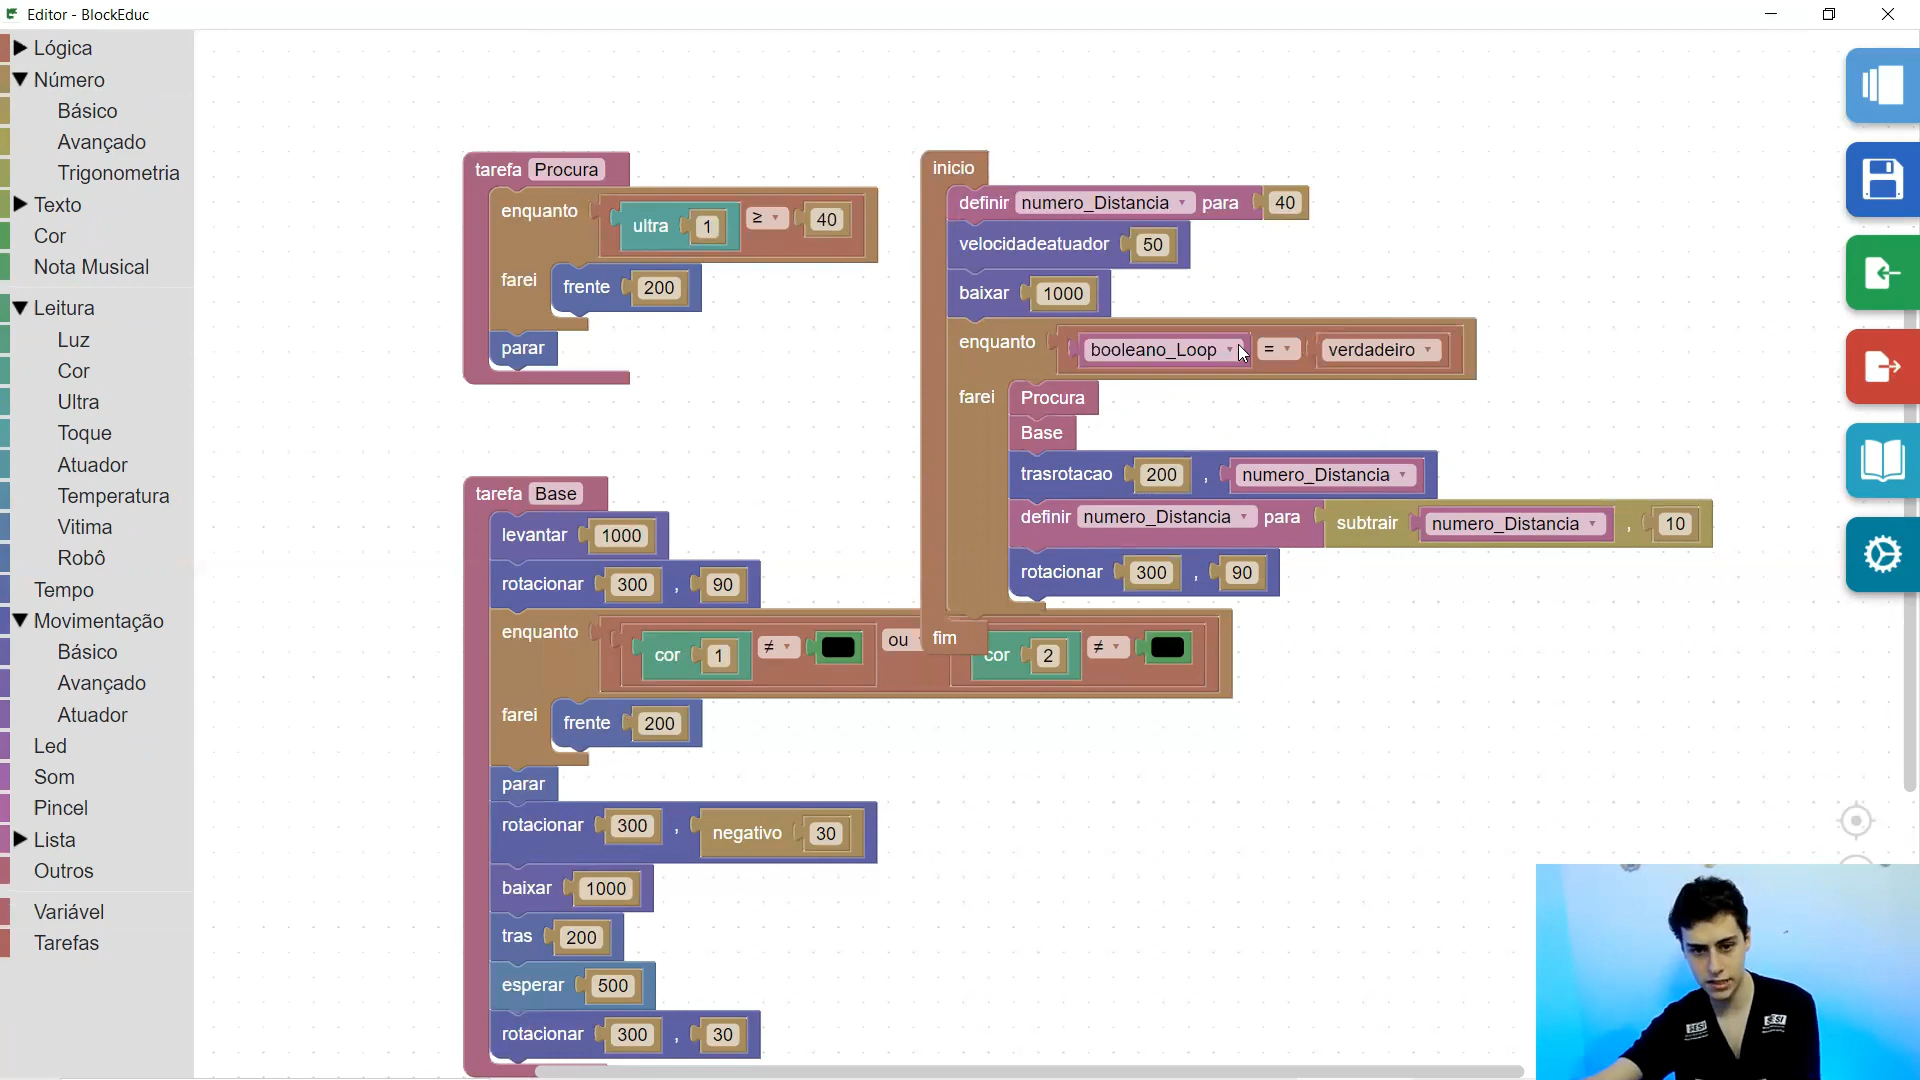 Editor - BlockEduc
Lógica
Número
Básico
Avançado
Trigonometria
Texto
Cor
Nota Musical
Leitura
Luz
Cor
Ultra
Toque
Atuador
Temperatura
Vitima
Robô
Tempo
Movimentação
Básico
Avançado
Atuador
Led
Som
Pincel
Lista
Outros
Variável
Tarefas
tarefa Procura
enquanto ultra 1 ≥ 40
farei frente 200
parar
tarefa Base
levantar 1000
rotacionar 300 , 90
enquanto cor 1 ≠ ou cor 2 ≠
farei frente 200
parar
rotacionar 300 , negativo 30
baixar 1000
tras 200
esperar 500
rotacionar 300 , 30
inicio
definir numero_Distancia para 40
velocidadeatuador 50
baixar 1000
enquanto booleano_Loop = verdadeiro
farei Procura
Base
trasrotacao 200 , numero_Distancia
definir numero_Distancia para subtrair numero_Distancia , 10
rotacionar 300 , 90
fim
SESI
SESI